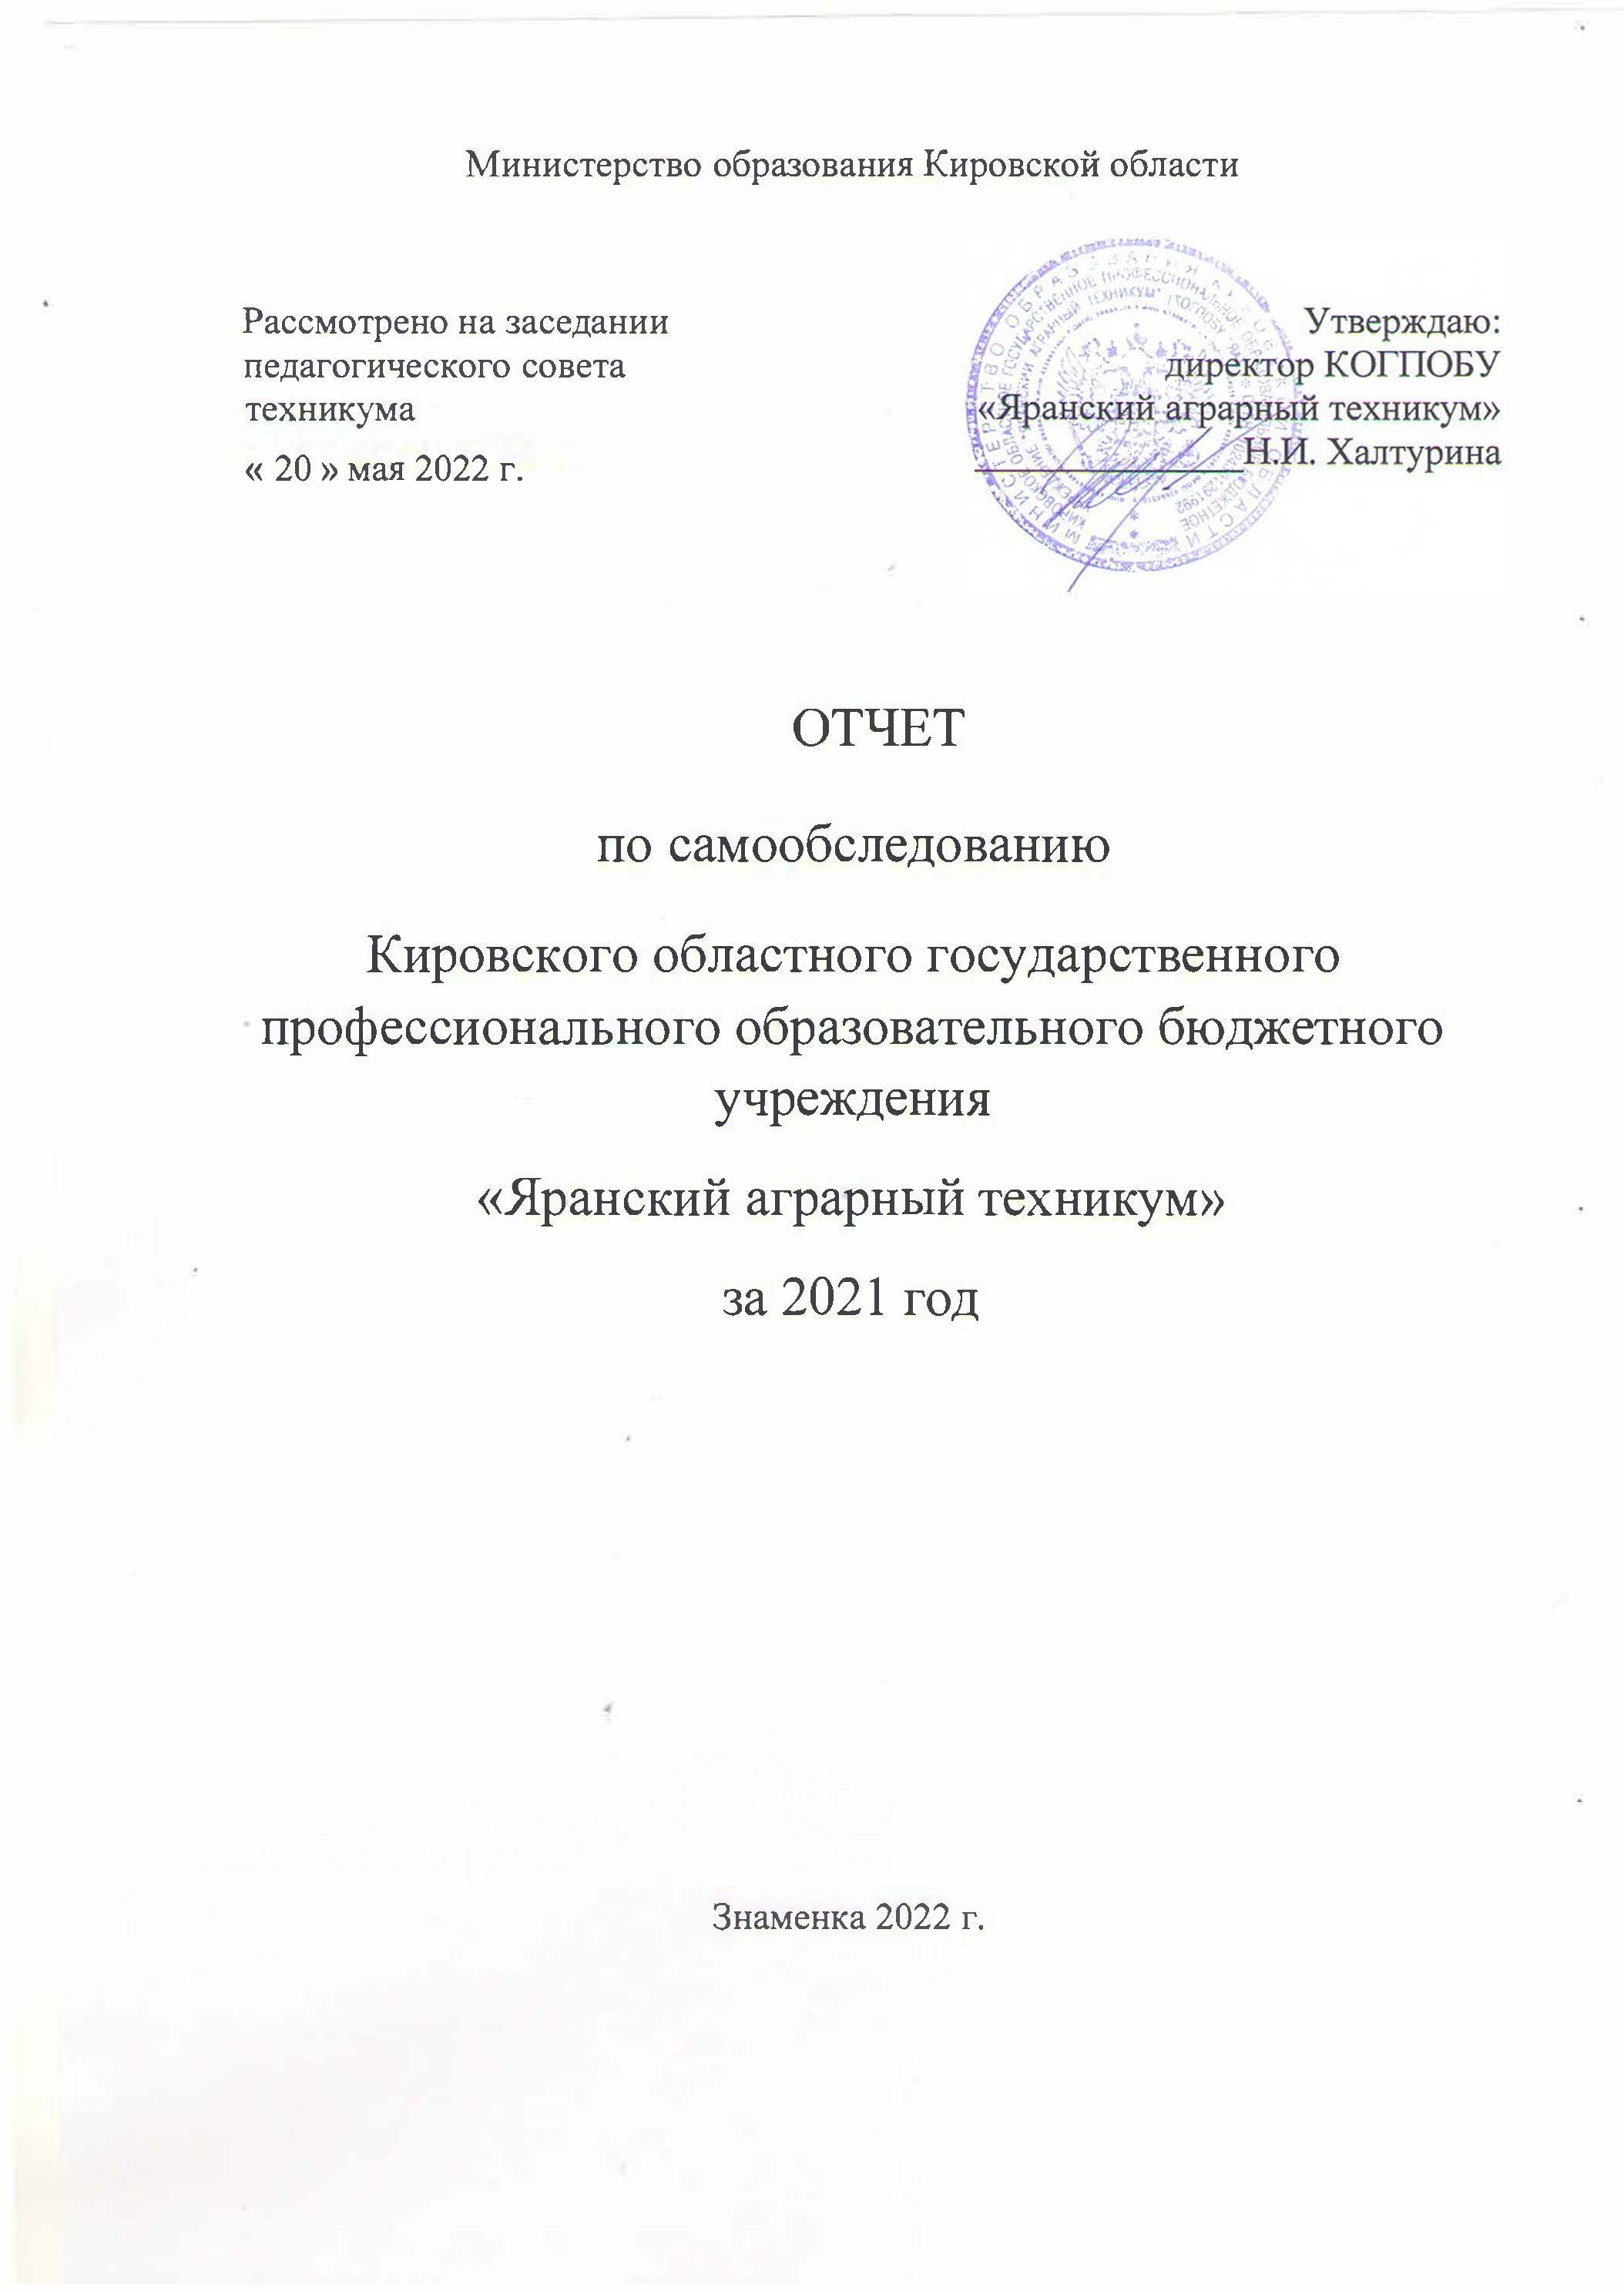 Министерство образования Кировской области
Рассмотрено на заседании
педагогического совета
техникума
« 20 » мая 2022 г.
Утверждаю:
директор КОГПОБУ
«Яранский аграрный техникум»
Н.И. Халтурина
ОТЧЕТ
по самообследованию
Кировского областного государственного
профессионального образовательного бюджетного
учреждения
«Яранский аграрный техникум»
за 2021 год
Знаменка 2022 г.